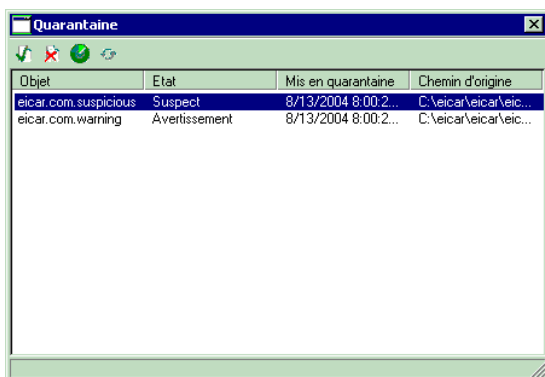 Quarantaine
Objet Etat Mis en quarantaine Chemin d'origine
eicar.com.suspicious Suspect 8/13/2004 8:00:2... C:\eicar\eicar\eic...
eicar.com.warning Avertissement 8/13/2004 8:00:2... C:\eicar\eicar\eic...